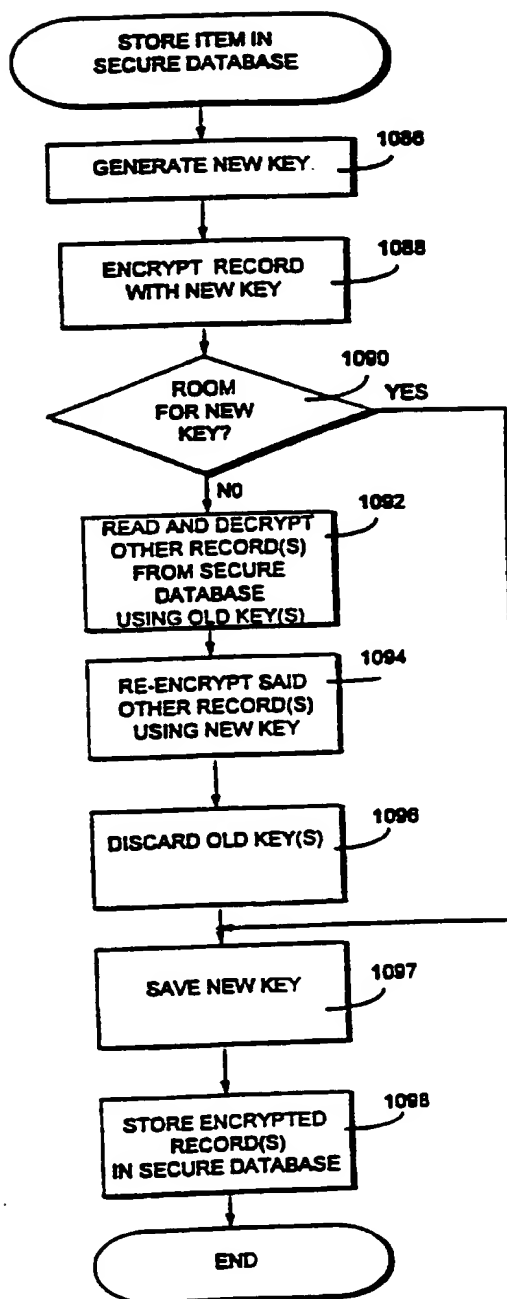 STORE ITEM IN
SECURE DATABASE
1086
GENERATE NEW KEY.
1088
ENCRYPT RECORD
WITH NEW KEY
1090
ROOM
FOR NEW
KEY?
YES
NO
1092
READ AND DECRYPT
OTHER RECORD(S)
FROM SECURE
DATABASE
USING OLD KEY(S)
1094
RE-ENCRYPT SAID
OTHER RECORD(S)
USING NEW KEY
1096
DISCARD OLD KEY(S)
SAVE NEW KEY
1097
1098
STORE ENCRYPTED
RECORD(S)
IN SECURE DATABASE
END